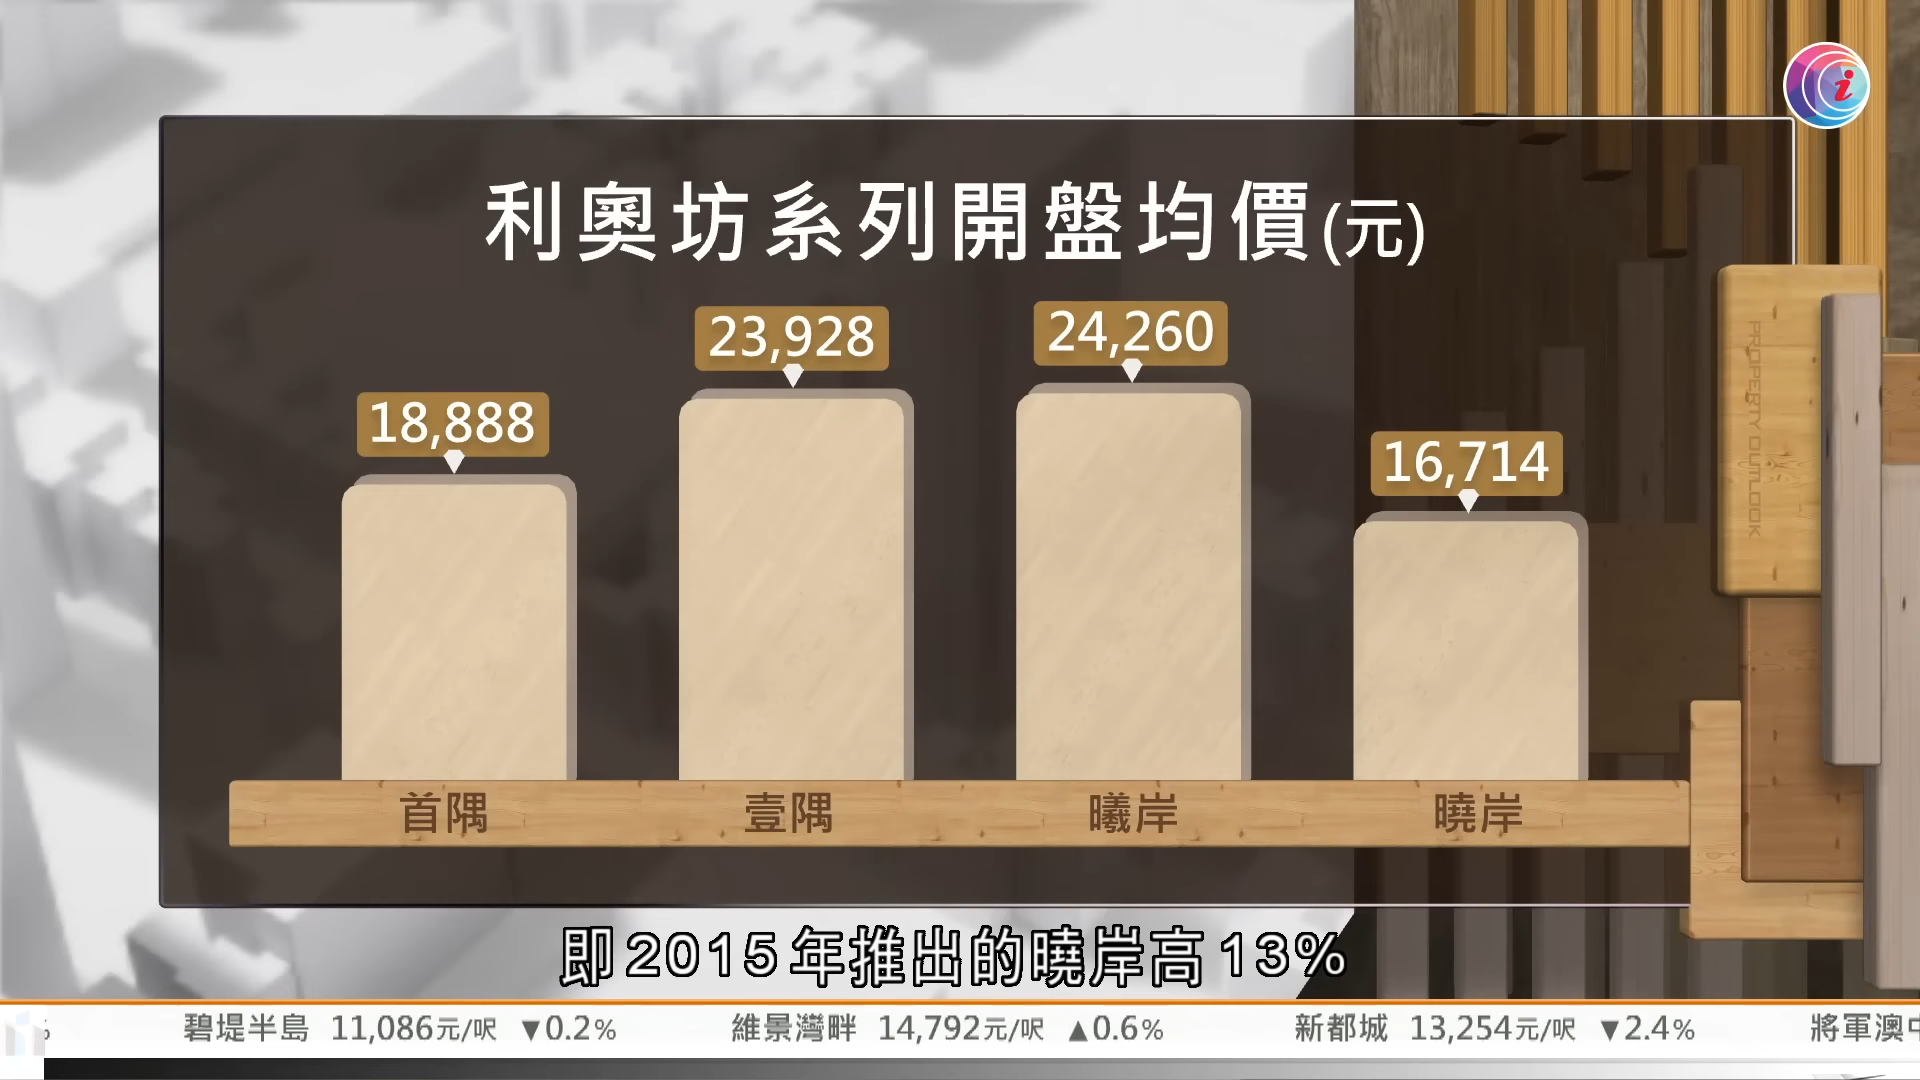 利奧坊系列開盤均價(元)
18,888
23,928
24,260
16,714
首隅
壹隅
曦岸
曉岸
PROPERTY OUTLOOK
i
即2015年推出的曉岸高13%
碧堤半島 11,086元/呎 ▼0.2% 維景灣畔 14,792元/呎 ▲0.6% 新都城 13,254元/呎 ▼2.4% 將軍澳中